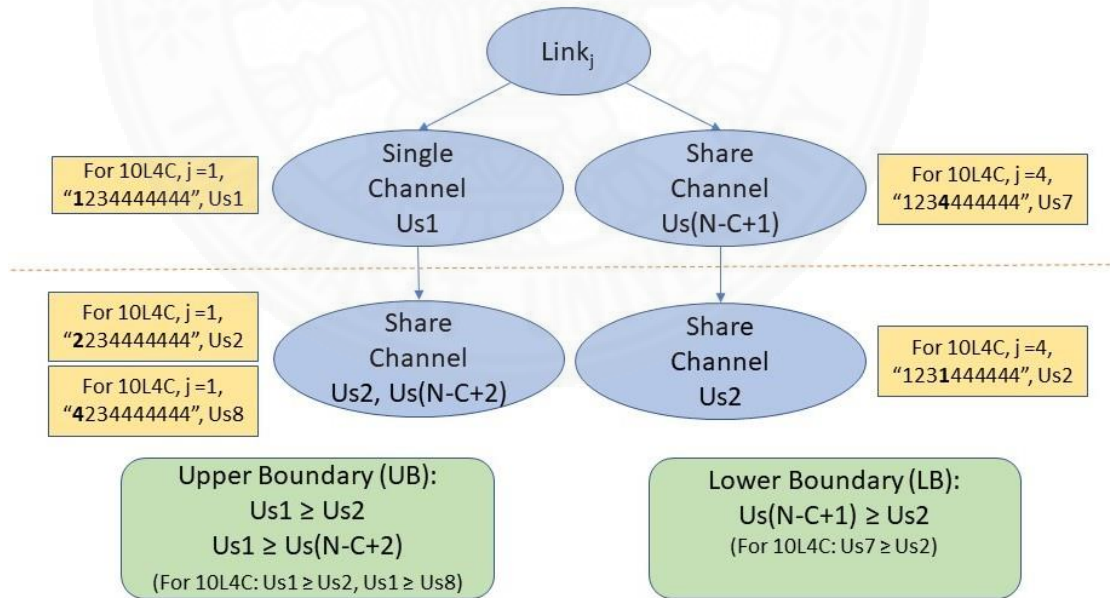 Link j
For 10L4C, j =1,
“1234444444”, Us1
Single
Channel
Us1
Share
Channel
Us(N-C+1)
For 10L4C, j =4,
“1234444444”, Us7
For 10L4C, j =1,
“2234444444”, Us2
For 10L4C, j =1,
“4234444444”, Us8
Share
Channel
Us2, Us(N-C+2)
Share
Channel
Us2
For 10L4C, j =4,
“1231444444”, Us2
Upper Boundary (UB):
Us1 ≥ Us2
Us1 ≥ Us(N-C+2)
(For 10L4C: Us1 ≥ Us2, Us1 ≥ Us8)
Lower Boundary (LB):
Us(N-C+1) ≥ Us2
(For 10L4C: Us7 ≥ Us2)